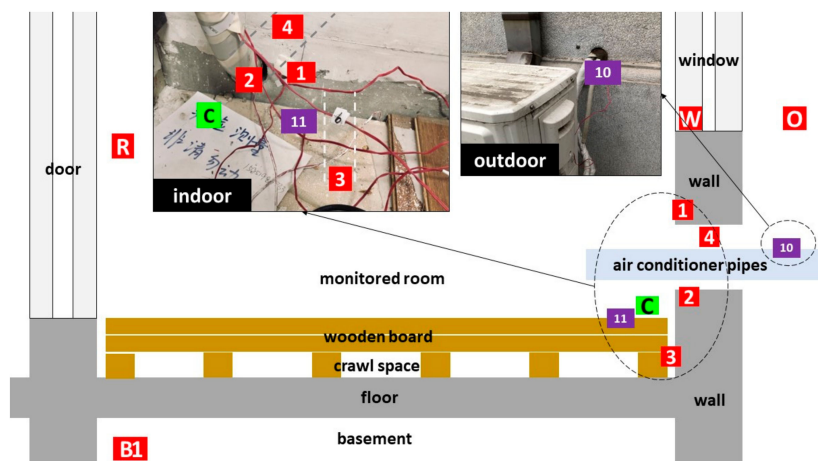 4
1
2
C
11
6
3
indoor
10
outdoor
window
W
O
R
door
wall
1
4
10
air conditioner pipes
monitored room
2
C
11
wooden board
3
crawl space
floor
wall
basement
B1